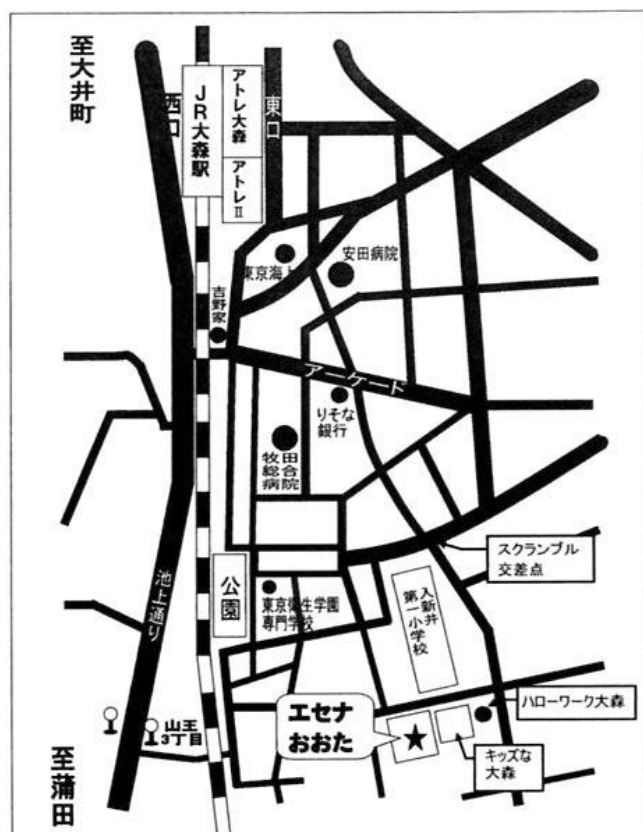 至大井町
西口
JR大森駅
アトレ大森
アトレⅡ
東口
東京海上
安田病院
吉野家
アーケード
りそな
銀行
牧田
総合
病院
スクランブル
交差点
公園
東京衛生学園
専門学校
入新井
第一小学校
池上通り
エセナ
おおた
ハローワーク大森
キッズな
大森
山王
3丁目
至蒲田